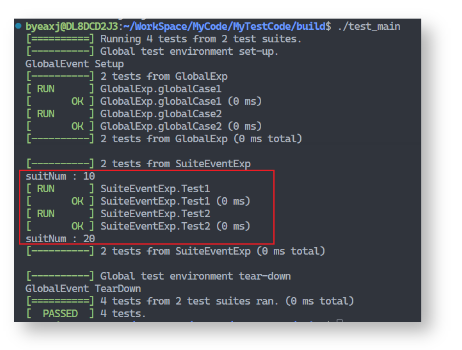 byeaxj@DL8DCD2J3:~/WorkSpace/MyCode/MyTestCode/build$ ./test_main
[==========] Running 4 tests from 2 test suites.
[----------] Global test environment set-up.
GlobalEvent Setup
[----------] 2 tests from GlobalExp
[ RUN      ] GlobalExp.globalCase1
[       OK ] GlobalExp.globalCase1 (0 ms)
[ RUN      ] GlobalExp.globalCase2
[       OK ] GlobalExp.globalCase2 (0 ms)
[----------] 2 tests from GlobalExp (0 ms total)
[----------] 2 tests from SuiteEventExp
suitNum : 10
[ RUN      ] SuiteEventExp.Test1
[       OK ] SuiteEventExp.Test1 (0 ms)
[ RUN      ] SuiteEventExp.Test2
[       OK ] SuiteEventExp.Test2 (0 ms)
suitNum : 20
[----------] 2 tests from SuiteEventExp (0 ms total)
[----------] Global test environment tear-down
GlobalEvent TearDown
[==========] 4 tests from 2 test suites ran. (0 ms total)
[  PASSED  ] 4 tests.